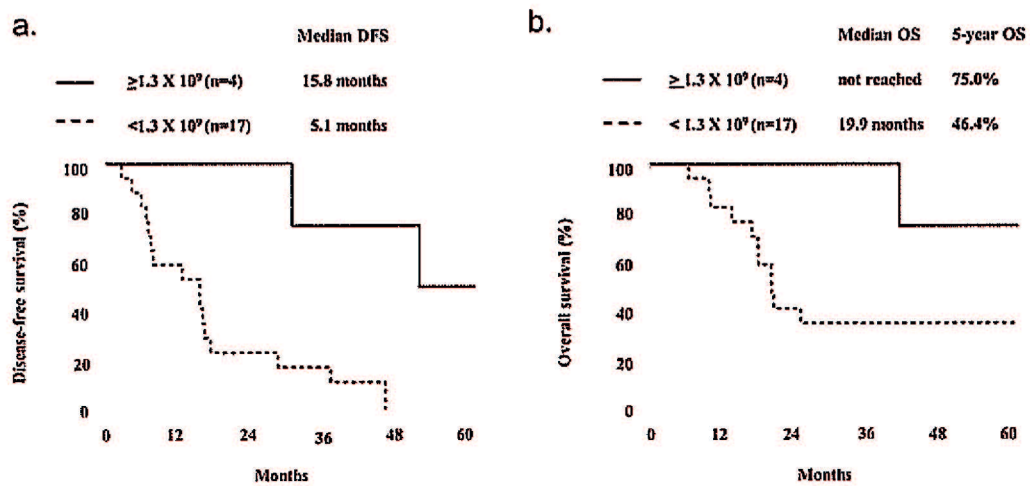 a.
Median DFS
≥1.3 X 10⁹ (n=4) 15.8 months
<1.3 X 10⁹ (n=17) 5.1 months
100
80
60
40
20
0
Disease-free survival (%)
0 12 24 36 48 60
Months
b.
Median OS 5-year OS
≥ 1.3 X 10⁹ (n=4) not reached 75.0%
< 1.3 X 10⁹ (n=17) 19.9 months 46.4%
100
80
60
40
20
0
Overall survival (%)
0 12 24 36 48 60
Months